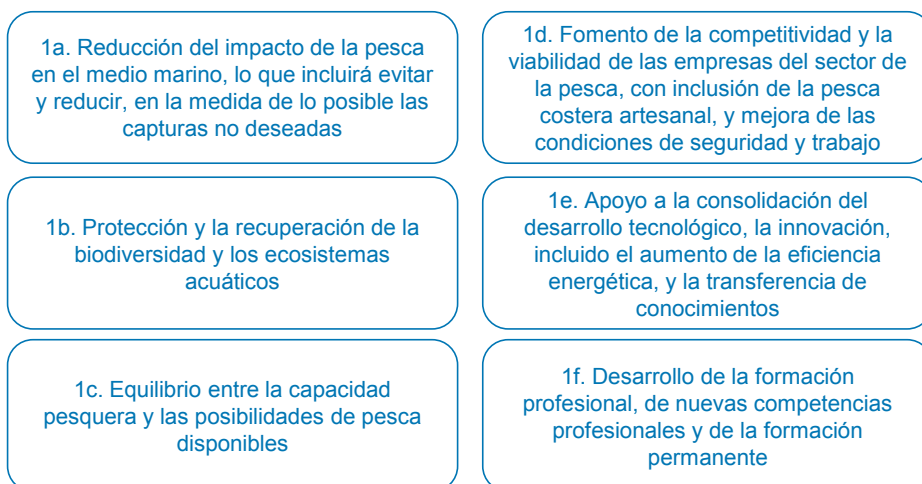 1a. Reducción del impacto de la pesca
en el medio marino, lo que incluirá evitar
y reducir, en la medida de lo posible las
capturas no deseadas
1b. Protección y la recuperación de la
biodiversidad y los ecosistemas
acuáticos
1c. Equilibrio entre la capacidad
pesquera y las posibilidades de pesca
disponibles
1d. Fomento de la competitividad y la
viabilidad de las empresas del sector de
la pesca, con inclusión de la pesca
costera artesanal, y mejora de las
condiciones de seguridad y trabajo
1e. Apoyo a la consolidación del
desarrollo tecnológico, la innovación,
incluido el aumento de la eficiencia
energética, y la transferencia de
conocimientos
1f. Desarrollo de la formación
profesional, de nuevas competencias
profesionales y de la formación
permanente